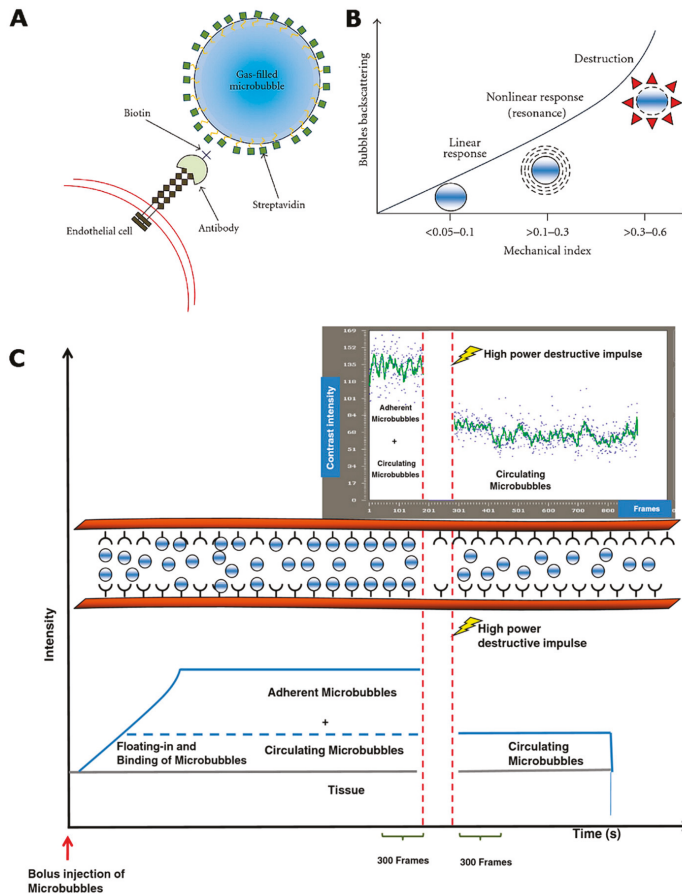 A
Gas-filled
microbubble
Biotin
Streptavidin
Antibody
Endothelial cell
B
Bubbles backscattering
Destruction
Nonlinear response
(resonance)
Linear
response
<0.05–0.1
>0.1–0.3
>0.3–0.6
Mechanical index
C
Contrast intensity
169
152
135
118
100
84
68
51
34
17
0
High power destructive impulse
Adherent
Microbubbles
+
Circulating
Microbubbles
Circulating
Microbubbles
1
101
201
301
401
500
600
700
800
Frames
Intensity
High power
destructive impulse
Adherent Microbubbles
+
Floating-in and
Binding of Microbubbles
Circulating Microbubbles
Circulating
Microbubbles
Tissue
Time (s)
300 Frames
300 Frames
Bolus injection of
Microbubbles